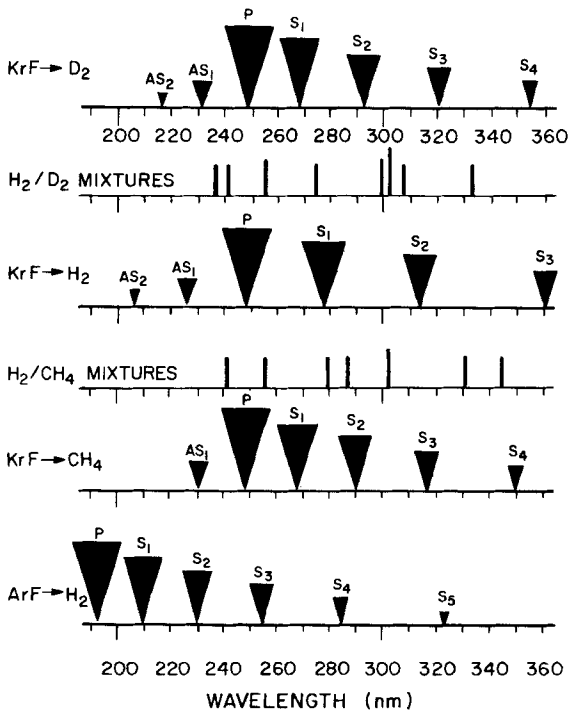 P
S1
S2
S3
S4
AS2
AS1
KrF→D2
200 220 240 260 280 300 320 340 360
H2/D2 MIXTURES
P
S1
S2
S3
AS2
AS1
KrF→H2
H2/CH4 MIXTURES
P
S1
S2
S3
S4
AS1
KrF→CH4
P
S1
S2
S3
S4
S5
ArF→H2
200 220 240 260 280 300 320 340 360
WAVELENGTH (nm)